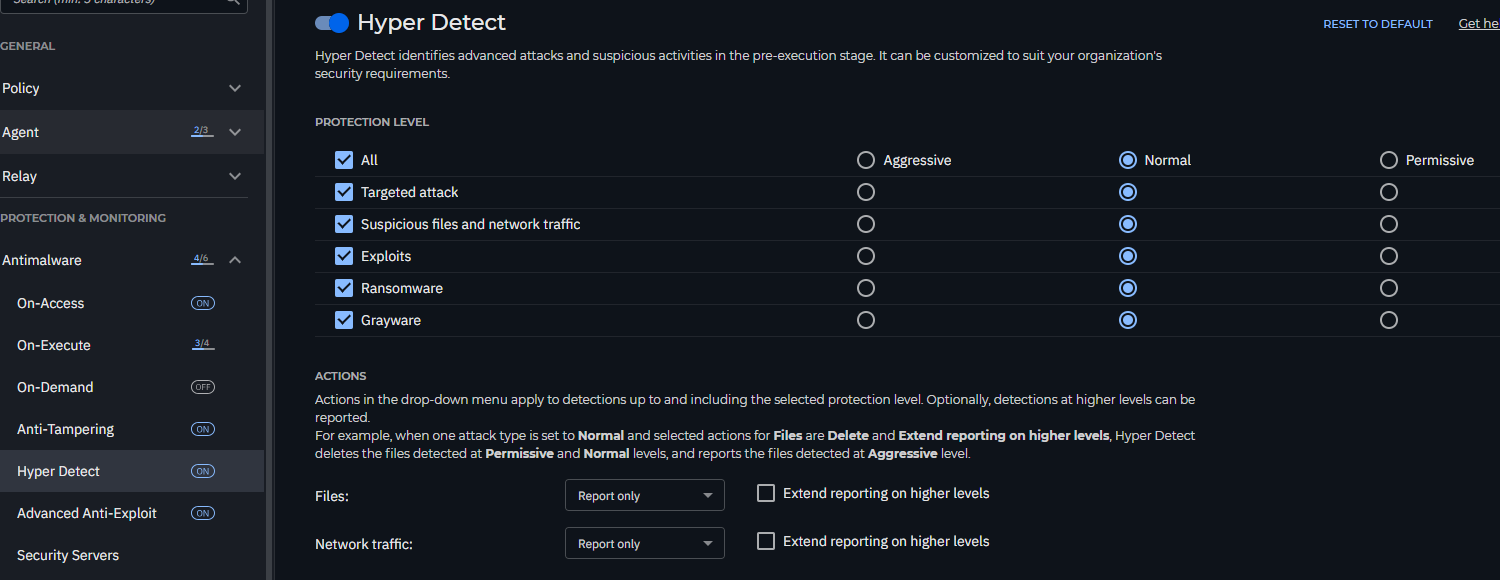 Search (min. 3 characters)
GENERAL
Policy
Agent 2/3
Relay
PROTECTION & MONITORING
Antimalware 4/6
On-Access ON
On-Execute 3/4
On-Demand OFF
Anti-Tampering ON
Hyper Detect ON
Advanced Anti-Exploit ON
Security Servers
Hyper Detect
RESET TO DEFAULT
Get he
Hyper Detect identifies advanced attacks and suspicious activities in the pre-execution stage. It can be customized to suit your organization's
security requirements.
PROTECTION LEVEL
All Aggressive Normal Permissive
Targeted attack
Suspicious files and network traffic
Exploits
Ransomware
Grayware
ACTIONS
Actions in the drop-down menu apply to detections up to and including the selected protection level. Optionally, detections at higher levels can be
reported.
For example, when one attack type is set to Normal and selected actions for Files are Delete and Extend reporting on higher levels, Hyper Detect
deletes the files detected at Permissive and Normal levels, and reports the files detected at Aggressive level.
Files: Report only Extend reporting on higher levels
Network traffic: Report only Extend reporting on higher levels